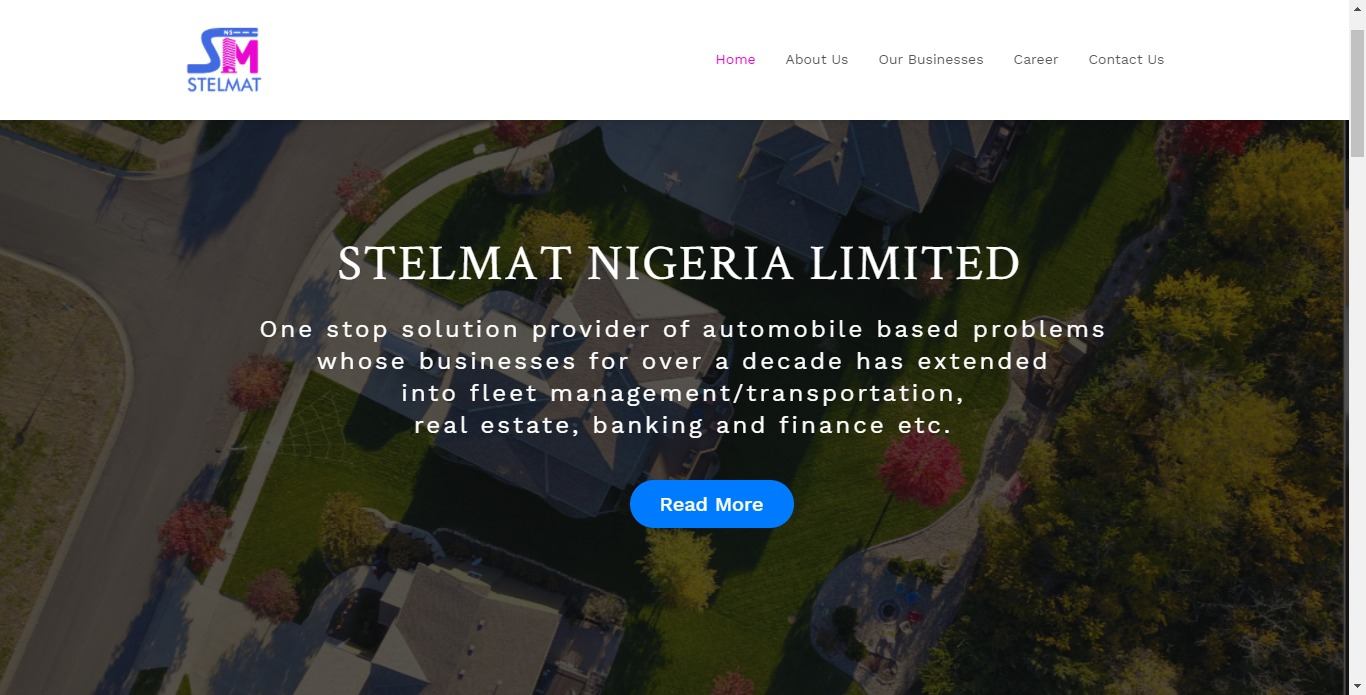 NS
SM
STELMAT
Home
About Us
Our Businesses
Career
Contact Us
STELMAT NIGERIA LIMITED
One stop solution provider of automobile based problems
whose businesses for over a decade has extended
into fleet management/transportation,
real estate, banking and finance etc.
Read More